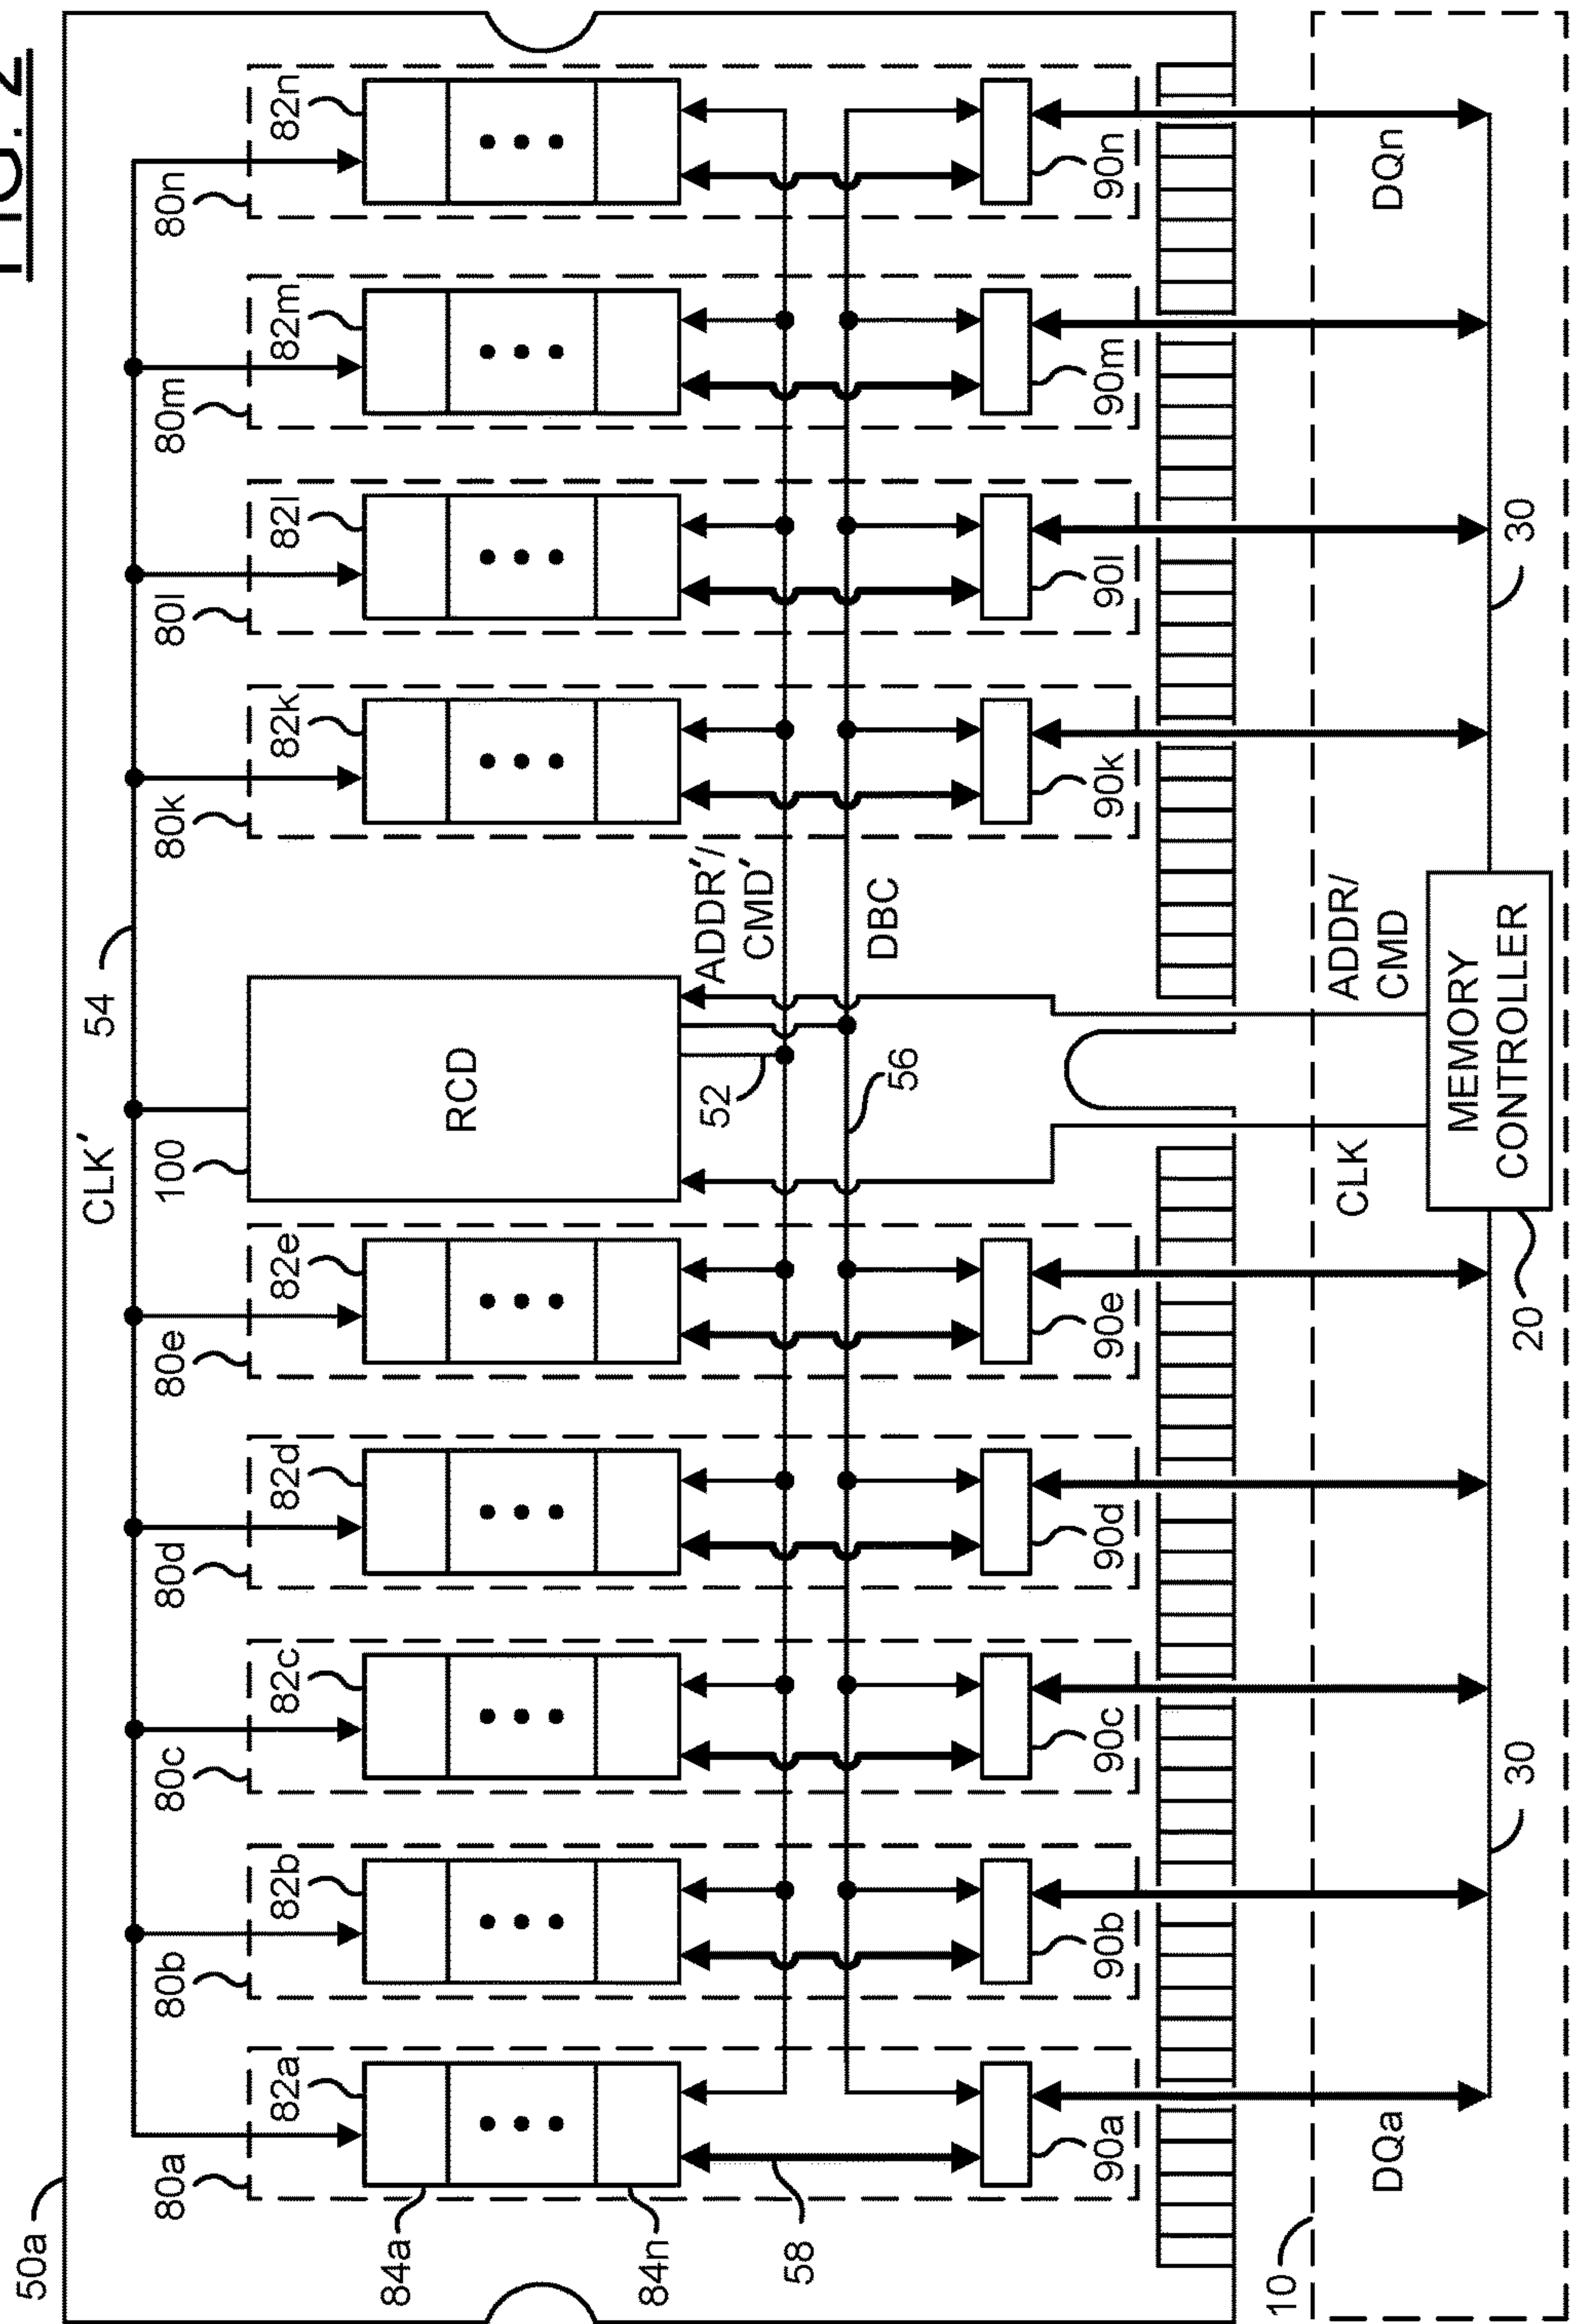 FIG. 2
50a
CLK′
54
80a
80b
80c
80d
80e
100
80k
80l
80m
80n
82a
82b
82c
82d
82e
82k
82l
82m
82n
84a
RCD
84n
52
ADDR′/
CMD′
58
56
DBC
90a
90b
90c
90d
90e
90k
90l
90m
90n
10
CLK
ADDR/
CMD
DQa
DQn
MEMORY
CONTROLLER
30
20
30